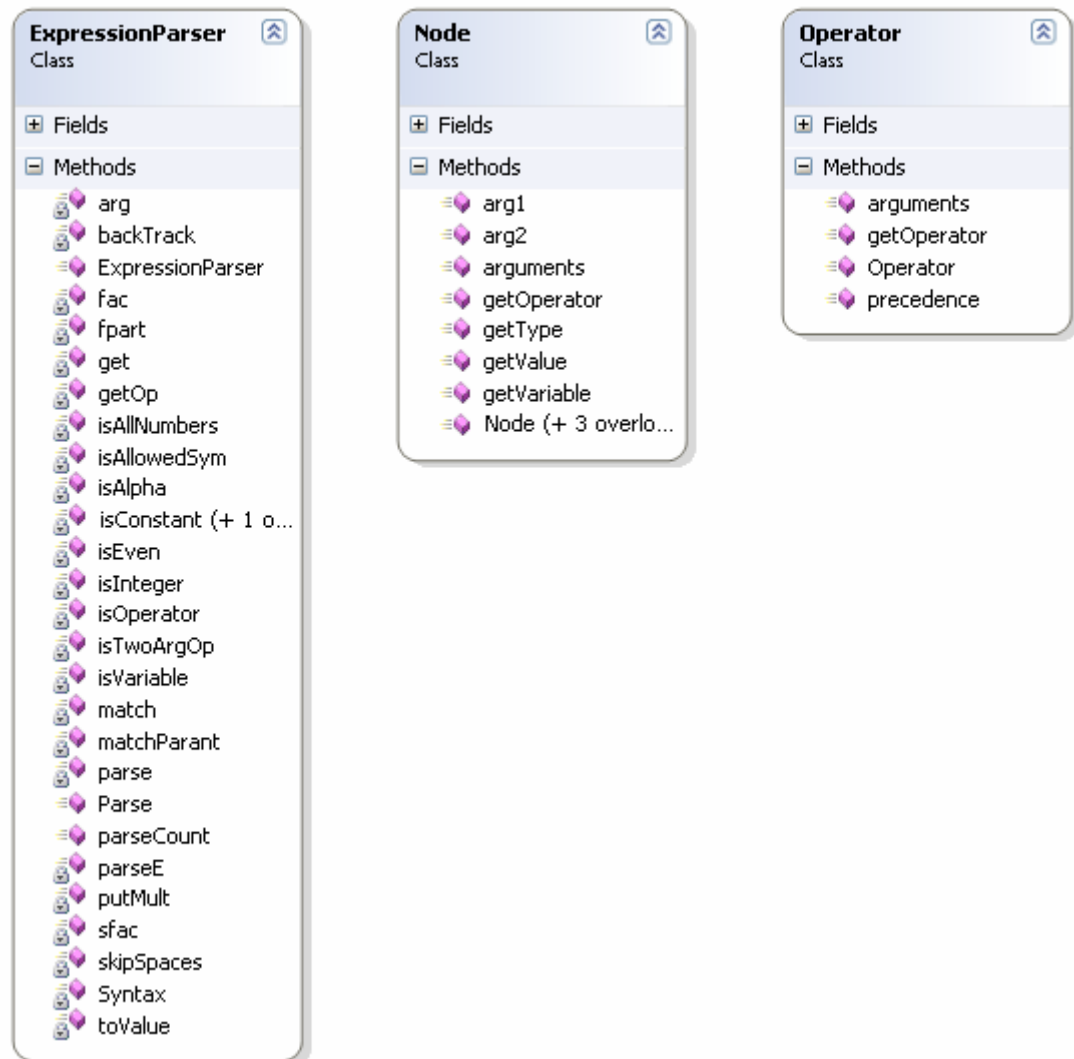 ExpressionParser
Class
Fields
Methods
arg
backTrack
ExpressionParser
fac
fpart
get
getOp
isAllNumbers
isAllowedSym
isAlpha
isConstant (+ 1 o...
isEven
isInteger
isOperator
isTwoArgOp
isVariable
match
matchParant
parse
Parse
parseCount
parseE
putMult
sfac
skipSpaces
Syntax
toValue
Node
Class
Fields
Methods
arg1
arg2
arguments
getOperator
getType
getValue
getVariable
Node (+ 3 overlo...
Operator
Class
Fields
Methods
arguments
getOperator
Operator
precedence